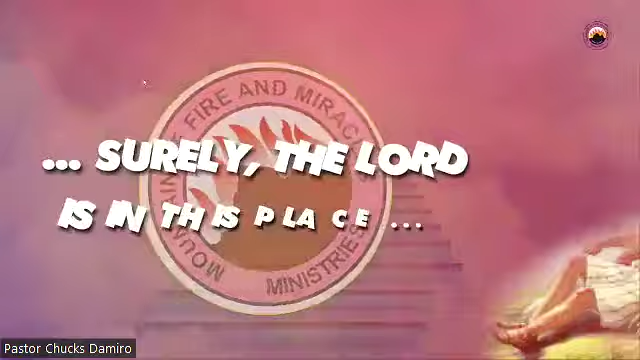 ... SURELY, THE LORD
IS IN THIS PLACE ...
MOUNTAIN OF FIRE AND MIRACLES
MINISTRIES
Pastor Chucks Damiro